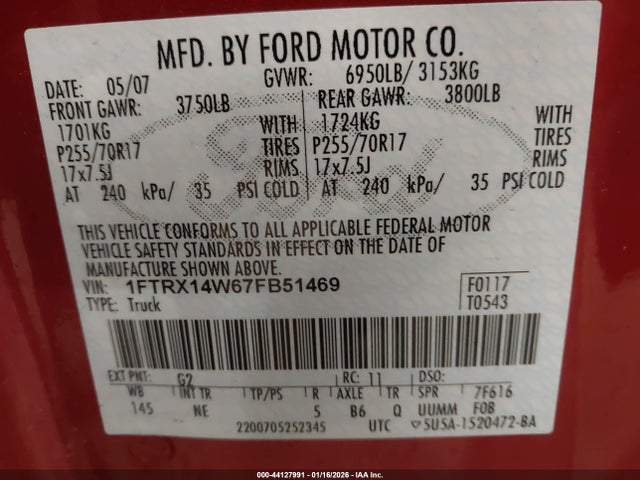 MFD. BY FORD MOTOR CO.
DATE: 05/07 GVWR: 6950LB/ 3153KG
FRONT GAWR: 3750LB REAR GAWR: 3800LB
1701KG WITH 1724KG WITH
P255/70R17 TIRES P255/70R17 TIRES
17x7.5J RIMS 17x7.5J RIMS
AT 240 kPa/ 35 PSI COLD AT 240 kPa/ 35 PSI COLD
THIS VEHICLE CONFORMS TO ALL APPLICABLE FEDERAL MOTOR
VEHICLE SAFETY STANDARDS IN EFFECT ON THE DATE OF
MANUFACTURE SHOWN ABOVE.
VIN: 1FTRX14W67FB51469 F0117
TYPE: Truck T0543
EXT PNT: G2 RC: 11 DSO:
WB INT TR TP/PS R AXLE TR SPR 7F616
145 NE 5 B6 Q UUMM FOB
2200705252345 UTC ▽5U5A-1520472-BA
000-44127991 - 01/16/2026 - IAA Inc.
Ford